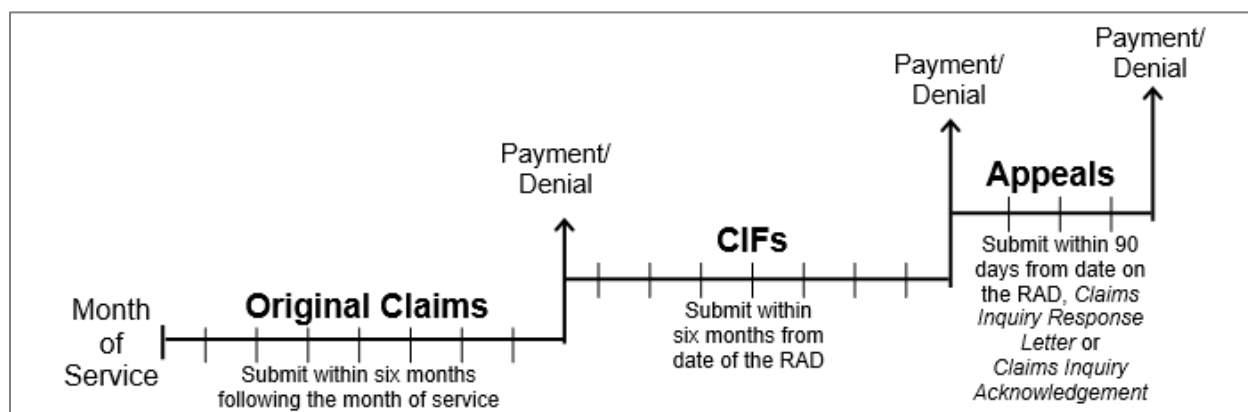 Month
of
Service
Original Claims
Submit within six months
following the month of service
Payment/
Denial
CIFs
Submit within
six months from
date of the RAD
Payment/
Denial
Appeals
Submit within 90
days from date on
the RAD, Claims
Inquiry Response
Letter or
Claims Inquiry
Acknowledgement
Payment/
Denial